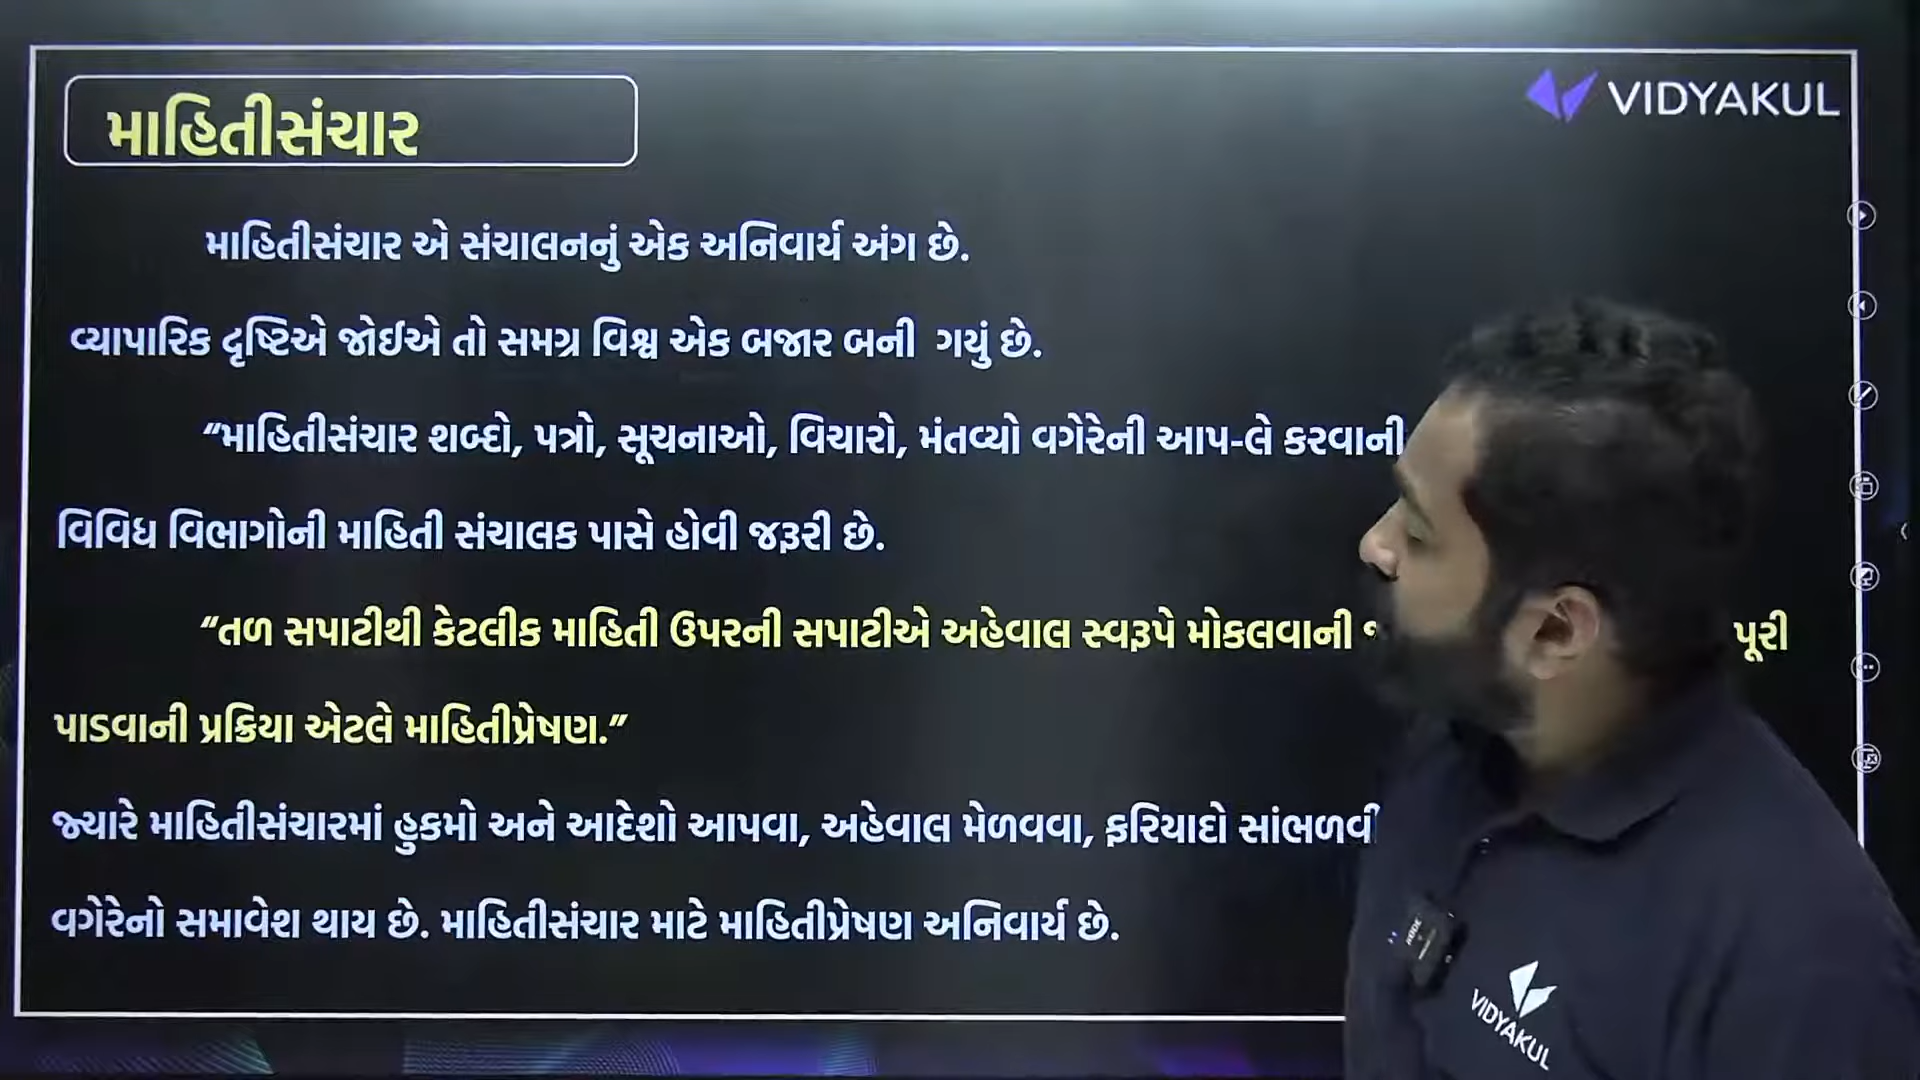 માહિતીસંચાર
VIDYAKUL
માહિતીસંચાર એ સંચાલનનું એક અનિવાર્ય અંગ છે.
વ્યાપારિક દૃષ્ટિએ જોઈએ તો સમગ્ર વિશ્વ એક બજાર બની ગયું છે.
“માહિતીસંચાર શબ્દો, પત્રો, સૂચનાઓ, વિચારો, મંતવ્યો વગેરેની આપ-લે કરવાની
વિવિધ વિભાગોની માહિતી સંચાલક પાસે હોવી જરૂરી છે.
“તળ સપાટીથી કેટલીક માહિતી ઉપરની સપાટીએ અહેવાલ સ્વરૂપે મોકલવાની પૂરી
પાડવાની પ્રક્રિયા એટલે માહિતીપ્રેષણ.”
જ્યારે માહિતીસંચારમાં હુકમો અને આદેશો આપવા, અહેવાલ મેળવવા, ફરિયાદો સાંભળવી
વગેરેનો સમાવેશ થાય છે. માહિતીસંચાર માટે માહિતીપ્રેષણ અનિવાર્ય છે.
RODE
VIDYAKUL